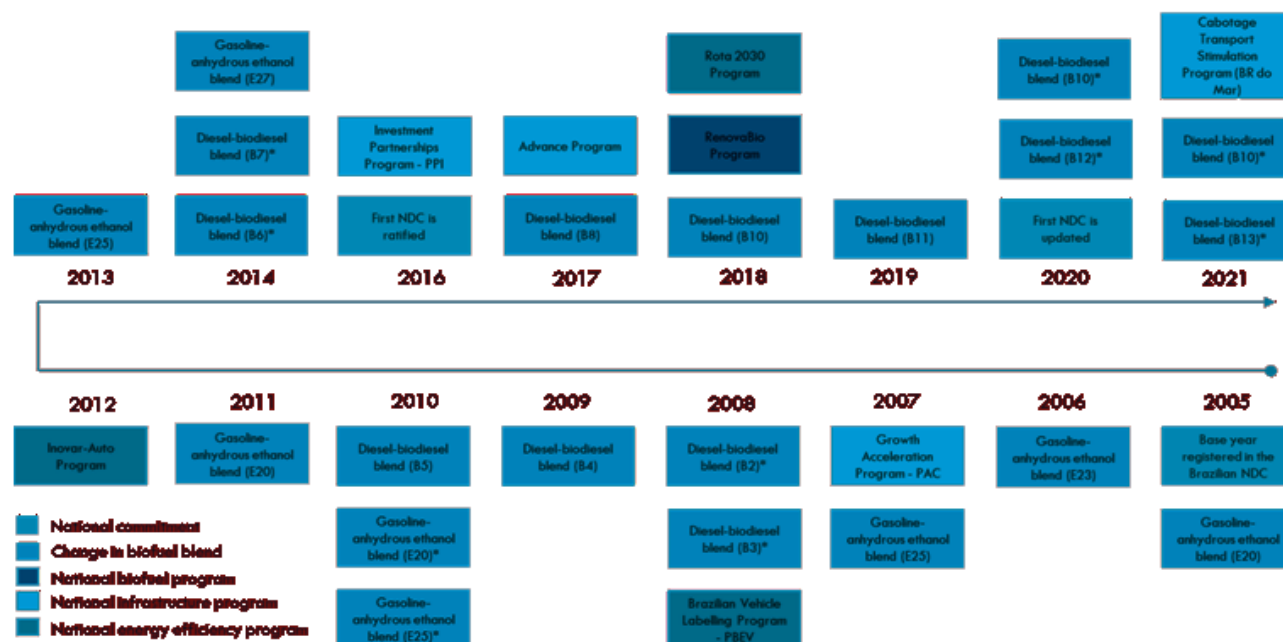 Gasoline-
anhydrous ethanol
blend (E27)
Rota 2030
Program
Diesel-biodiesel
blend (B10)*
Cabotage
Transport
Stimulation
Program (BR do
Mar)
Diesel-biodiesel
blend (B7)*
Investment
Partnerships
Program - PPI
Advance Program
RenovaBio
Program
Diesel-biodiesel
blend (B12)*
Diesel-biodiesel
blend (B10)*
Gasoline-
anhydrous ethanol
blend (E25)
Diesel-biodiesel
blend (B6)*
First NDC is
ratified
Diesel-biodiesel
blend (B8)
Diesel-biodiesel
blend (B10)
Diesel-biodiesel
blend (B11)
First NDC is
updated
Diesel-biodiesel
blend (B13)*
2013 2014 2016 2017 2018 2019 2020 2021
2012 2011 2010 2009 2008 2007 2006 2005
Inovar-Auto
Program
Gasoline-
anhydrous ethanol
blend (E20)
Diesel-biodiesel
blend (B5)
Diesel-biodiesel
blend (B4)
Diesel-biodiesel
blend (B2)*
Growth
Acceleration
Program - PAC
Gasoline-
anhydrous ethanol
blend (E23)
Base year
registered in the
Brazilian NDC
Gasoline-
anhydrous ethanol
blend (E20)*
Diesel-biodiesel
blend (B3)*
Gasoline-
anhydrous ethanol
blend (E25)
Gasoline-
anhydrous ethanol
blend (E20)
Gasoline-
anhydrous ethanol
blend (E25)*
Brazilian Vehicle
Labelling Program
- PBEV
National commitment
Change in biofuel blend
National biofuel program
National infrastructure program
National energy efficiency program